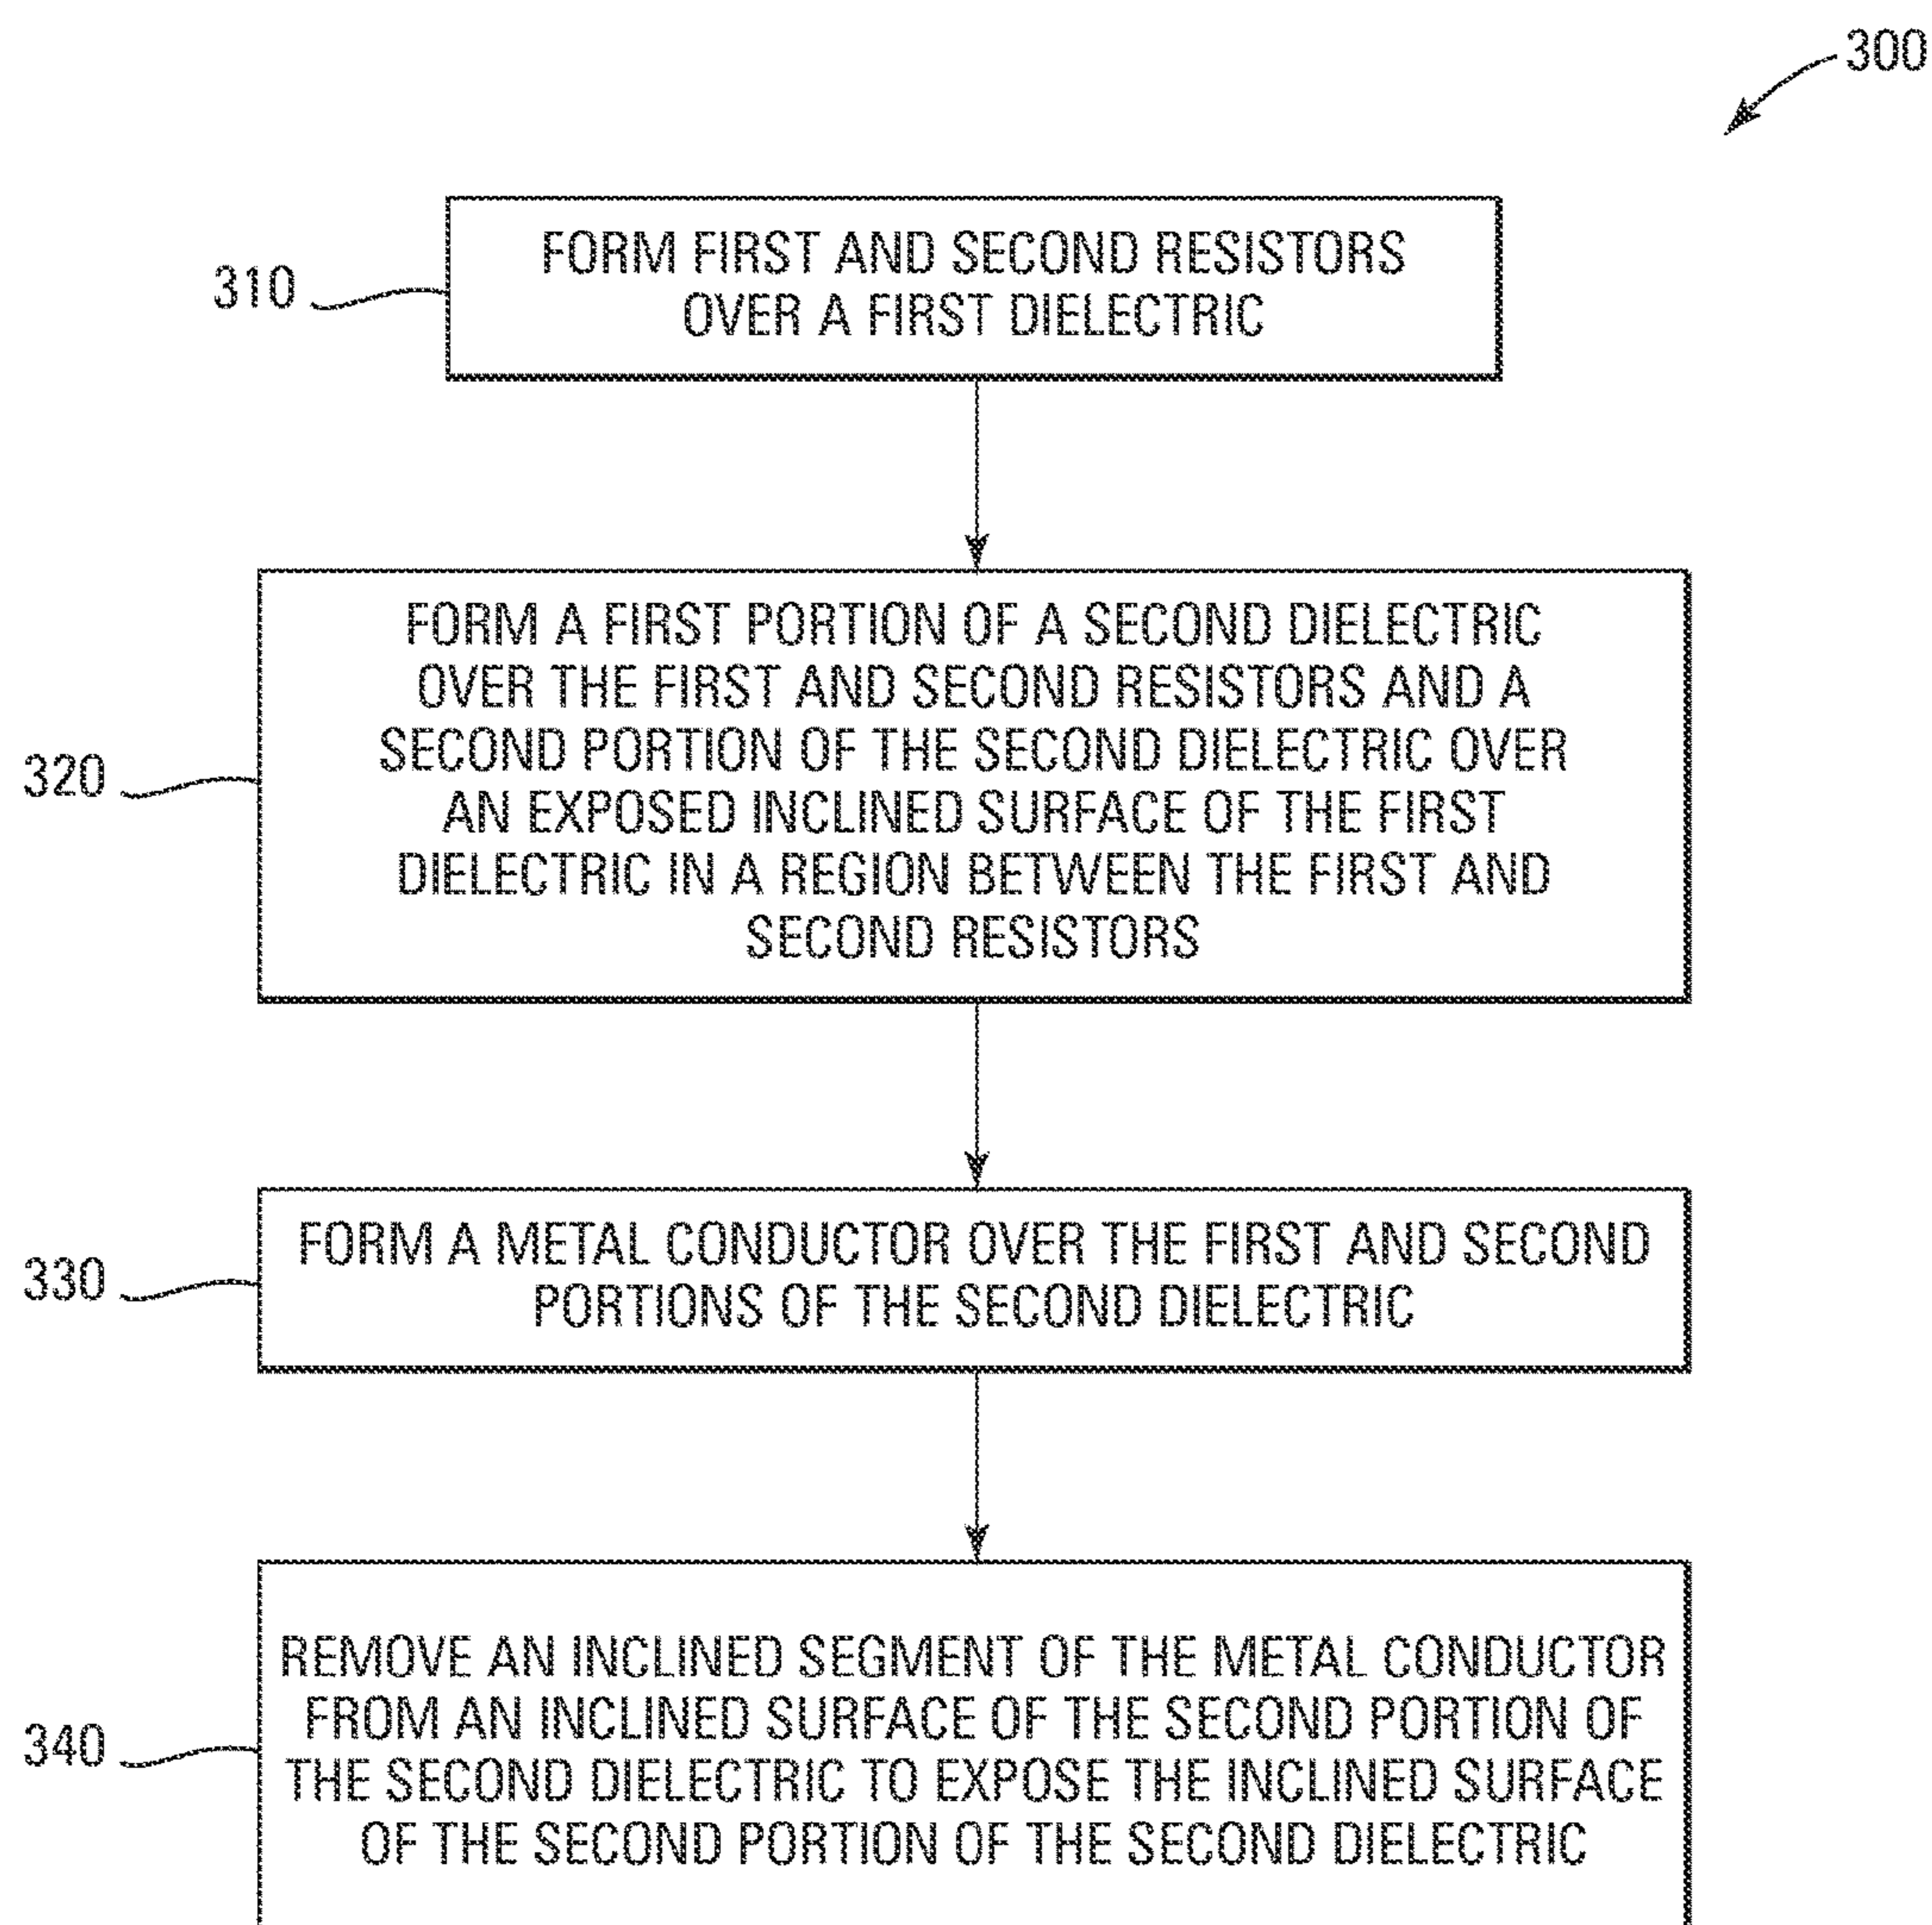 300
310
FORM FIRST AND SECOND RESISTORS
OVER A FIRST DIELECTRIC
320
FORM A FIRST PORTION OF A SECOND DIELECTRIC
OVER THE FIRST AND SECOND RESISTORS AND A
SECOND PORTION OF THE SECOND DIELECTRIC OVER
AN EXPOSED INCLINED SURFACE OF THE FIRST
DIELECTRIC IN A REGION BETWEEN THE FIRST AND
SECOND RESISTORS
330
FORM A METAL CONDUCTOR OVER THE FIRST AND SECOND
PORTIONS OF THE SECOND DIELECTRIC
340
REMOVE AN INCLINED SEGMENT OF THE METAL CONDUCTOR
FROM AN INCLINED SURFACE OF THE SECOND PORTION OF
THE SECOND DIELECTRIC TO EXPOSE THE INCLINED SURFACE
OF THE SECOND PORTION OF THE SECOND DIELECTRIC